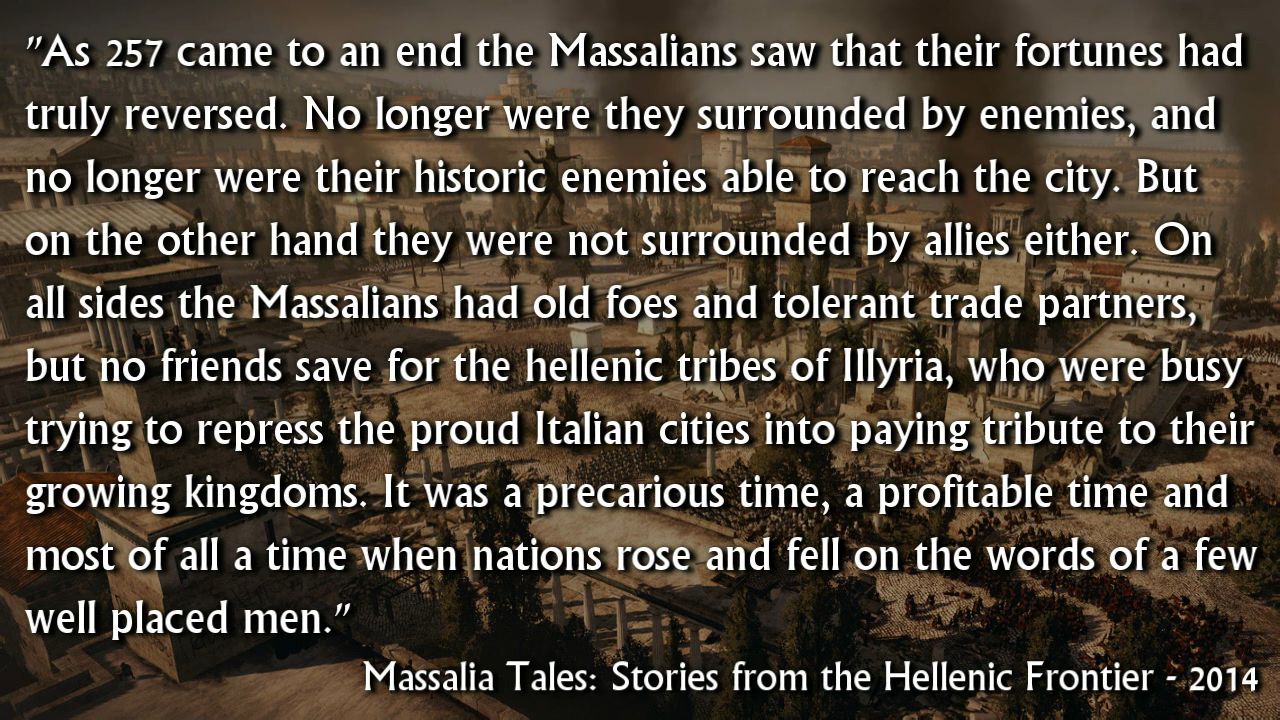 "As 257 came to an end the Massalians saw that their fortunes had
truly reversed. No longer were they surrounded by enemies, and
no longer were their historic enemies able to reach the city. But
on the other hand they were not surrounded by allies either. On
all sides the Massalians had old foes and tolerant trade partners,
but no friends save for the hellenic tribes of Illyria, who were busy
trying to repress the proud Italian cities into paying tribute to their
growing kingdoms. It was a precarious time, a profitable time and
most of all a time when nations rose and fell on the words of a few
well placed men."
Massalia Tales: Stories from the Hellenic Frontier - 2014